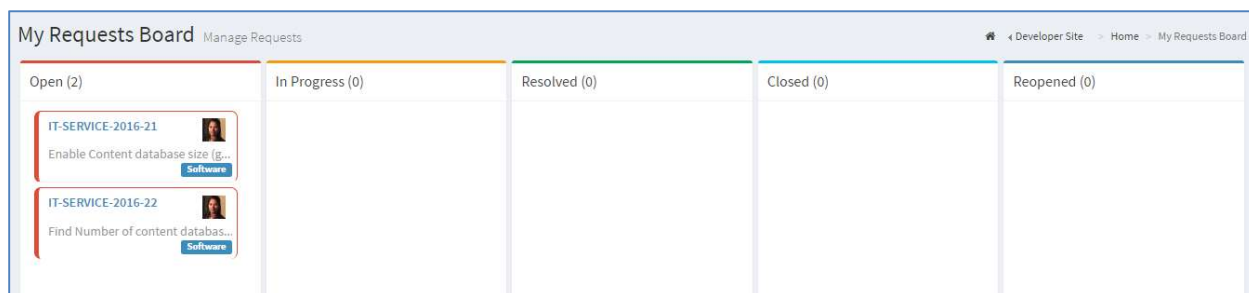 My Requests Board Manage Requests
Developer Site > Home > My Requests Board
Open (2)
In Progress (0)
Resolved (0)
Closed (0)
Reopened (0)
IT-SERVICE-2016-21
Enable Content database size (g...
Software
IT-SERVICE-2016-22
Find Number of content databas...
Software